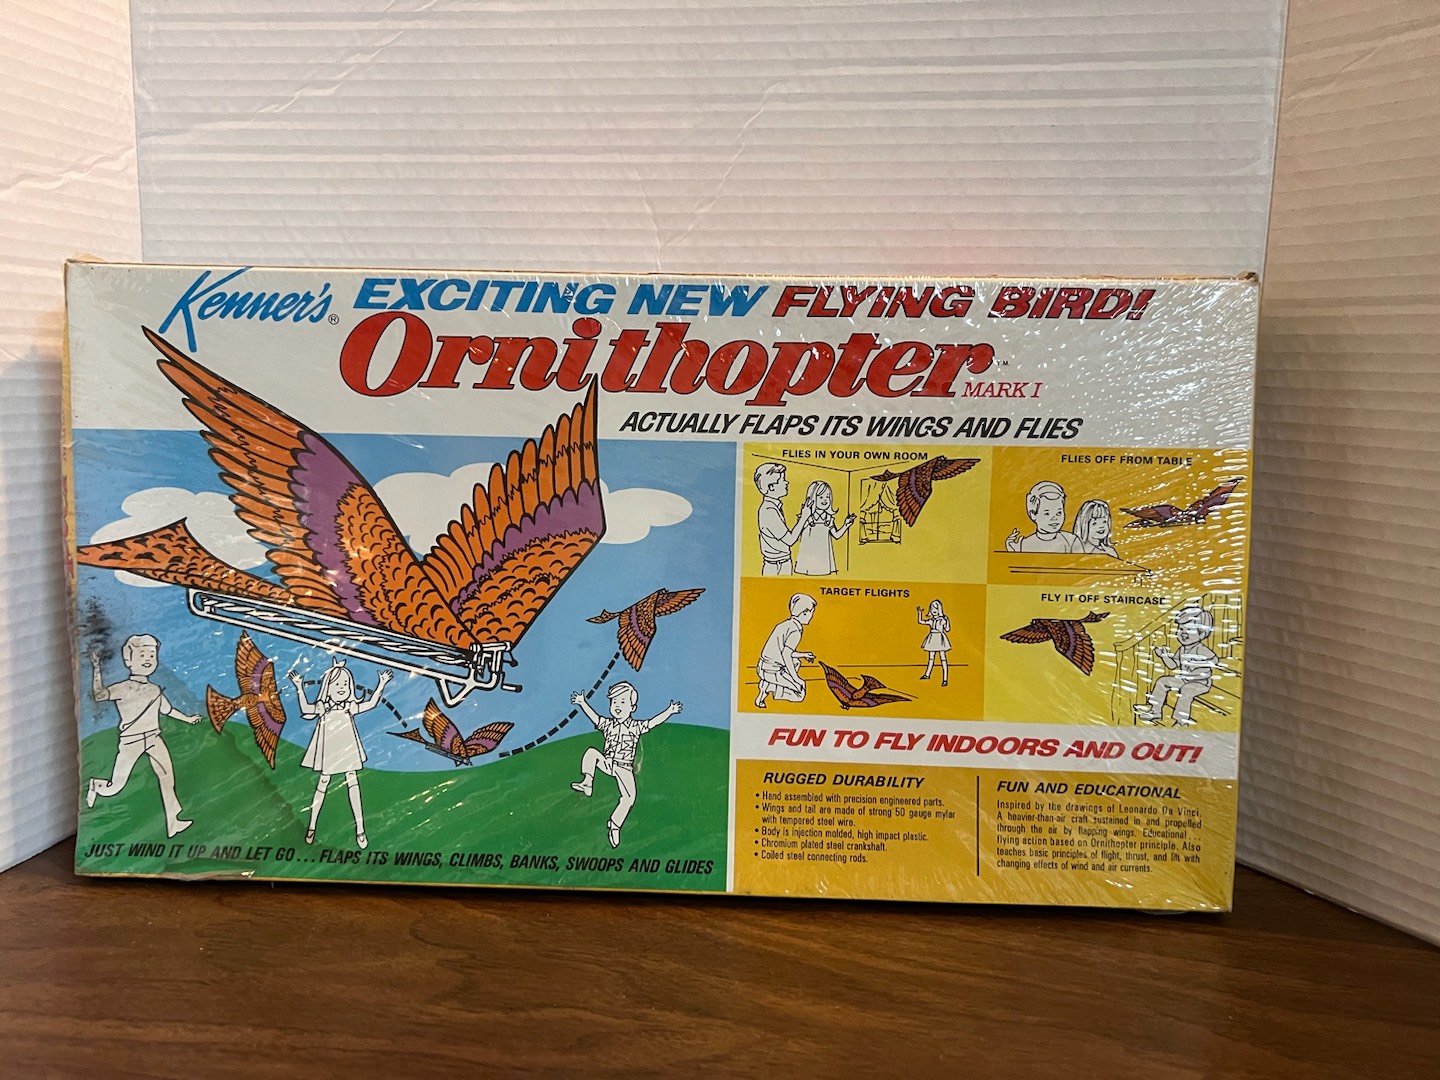 Kenner's® EXCITING NEW FLYING BIRD!
Ornithopter™ MARK I
ACTUALLY FLAPS ITS WINGS AND FLIES
FLIES IN YOUR OWN ROOM
FLIES OFF FROM TABLE
TARGET FLIGHTS
FLY IT OFF STAIRCASE
FUN TO FLY INDOORS AND OUT!
RUGGED DURABILITY
• Hand assembled with precision engineered parts.
• Wings and tail are made of strong 50 gauge mylar
with tempered steel wire.
• Body is injection molded, high impact plastic.
• Chromium plated steel crankshaft.
• Coiled steel connecting rods.
FUN AND EDUCATIONAL
Inspired by the drawings of Leonardo Da Vinci.
A heavier-than-air craft sustained in and propelled
through the air by flapping wings. Educational...
flying action based on Ornithopter principle. Also
teaches basic principles of flight, thrust, and lift with
changing effects of wind and air currents.
JUST WIND IT UP AND LET GO... FLAPS ITS WINGS, CLIMBS, BANKS, SWOOPS AND GLIDES